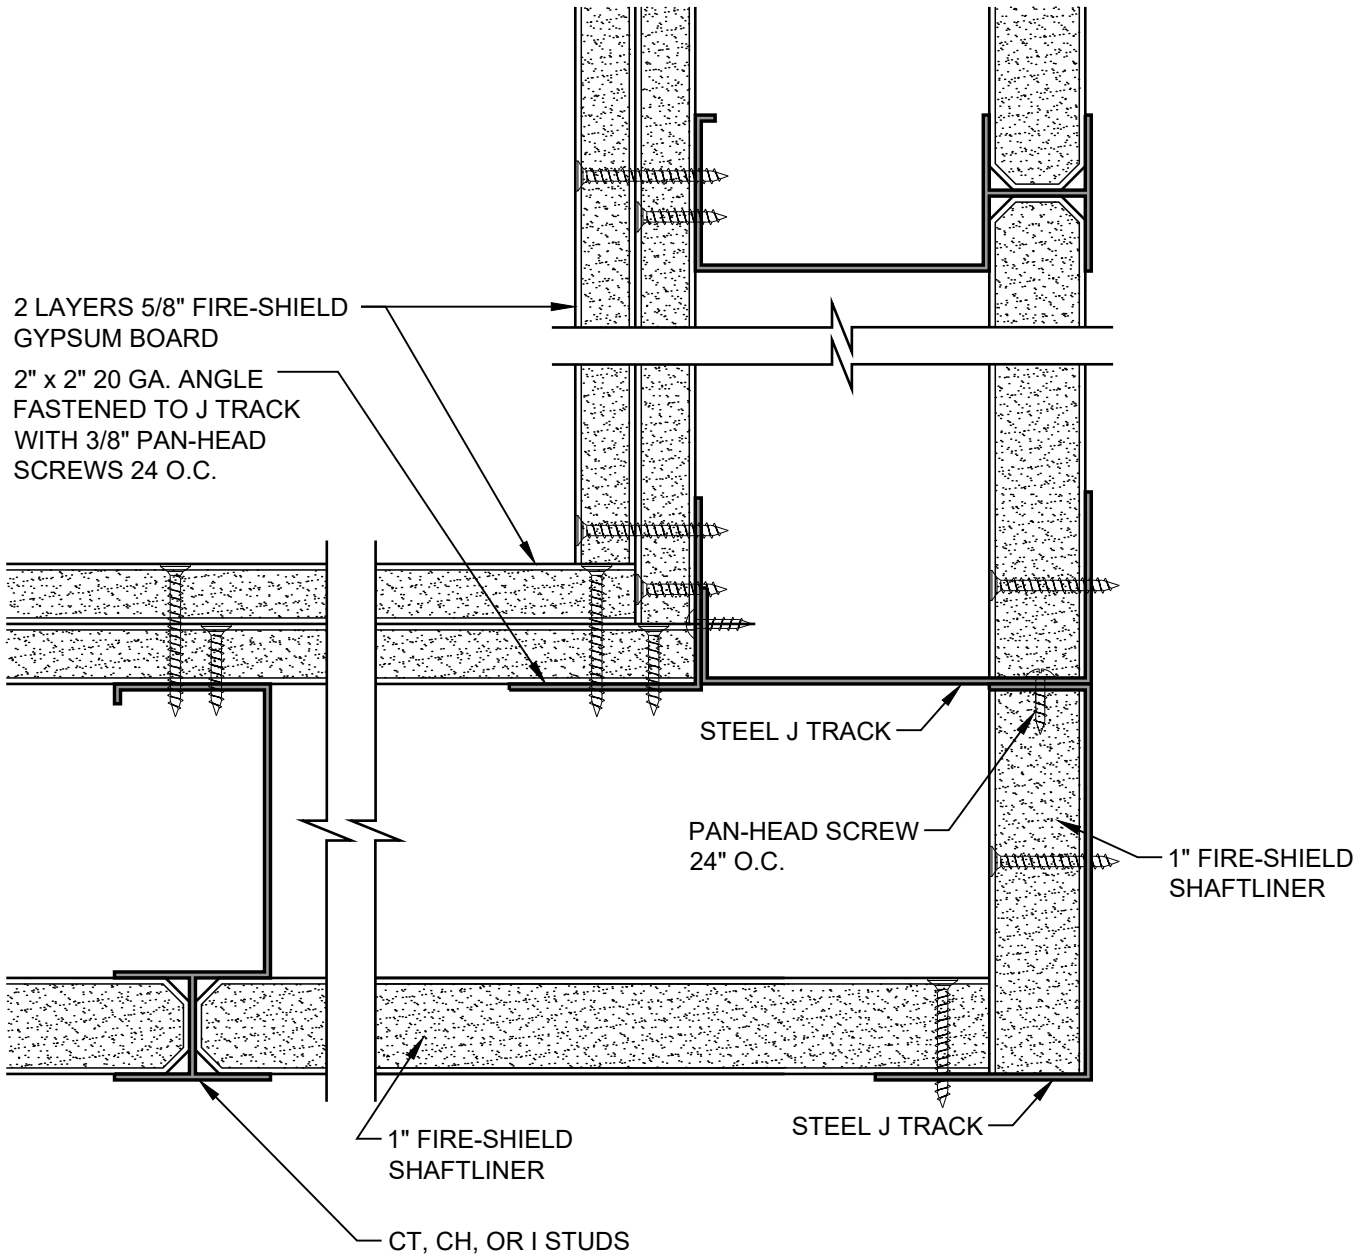 2 LAYERS 5/8" FIRE-SHIELD
GYPSUM BOARD
2" x 2" 20 GA. ANGLE
FASTENED TO J TRACK
WITH 3/8" PAN-HEAD
SCREWS 24 O.C.
STEEL J TRACK
PAN-HEAD SCREW
24" O.C.
1" FIRE-SHIELD
SHAFTLINER
STEEL J TRACK
1" FIRE-SHIELD
SHAFTLINER
CT, CH, OR I STUDS